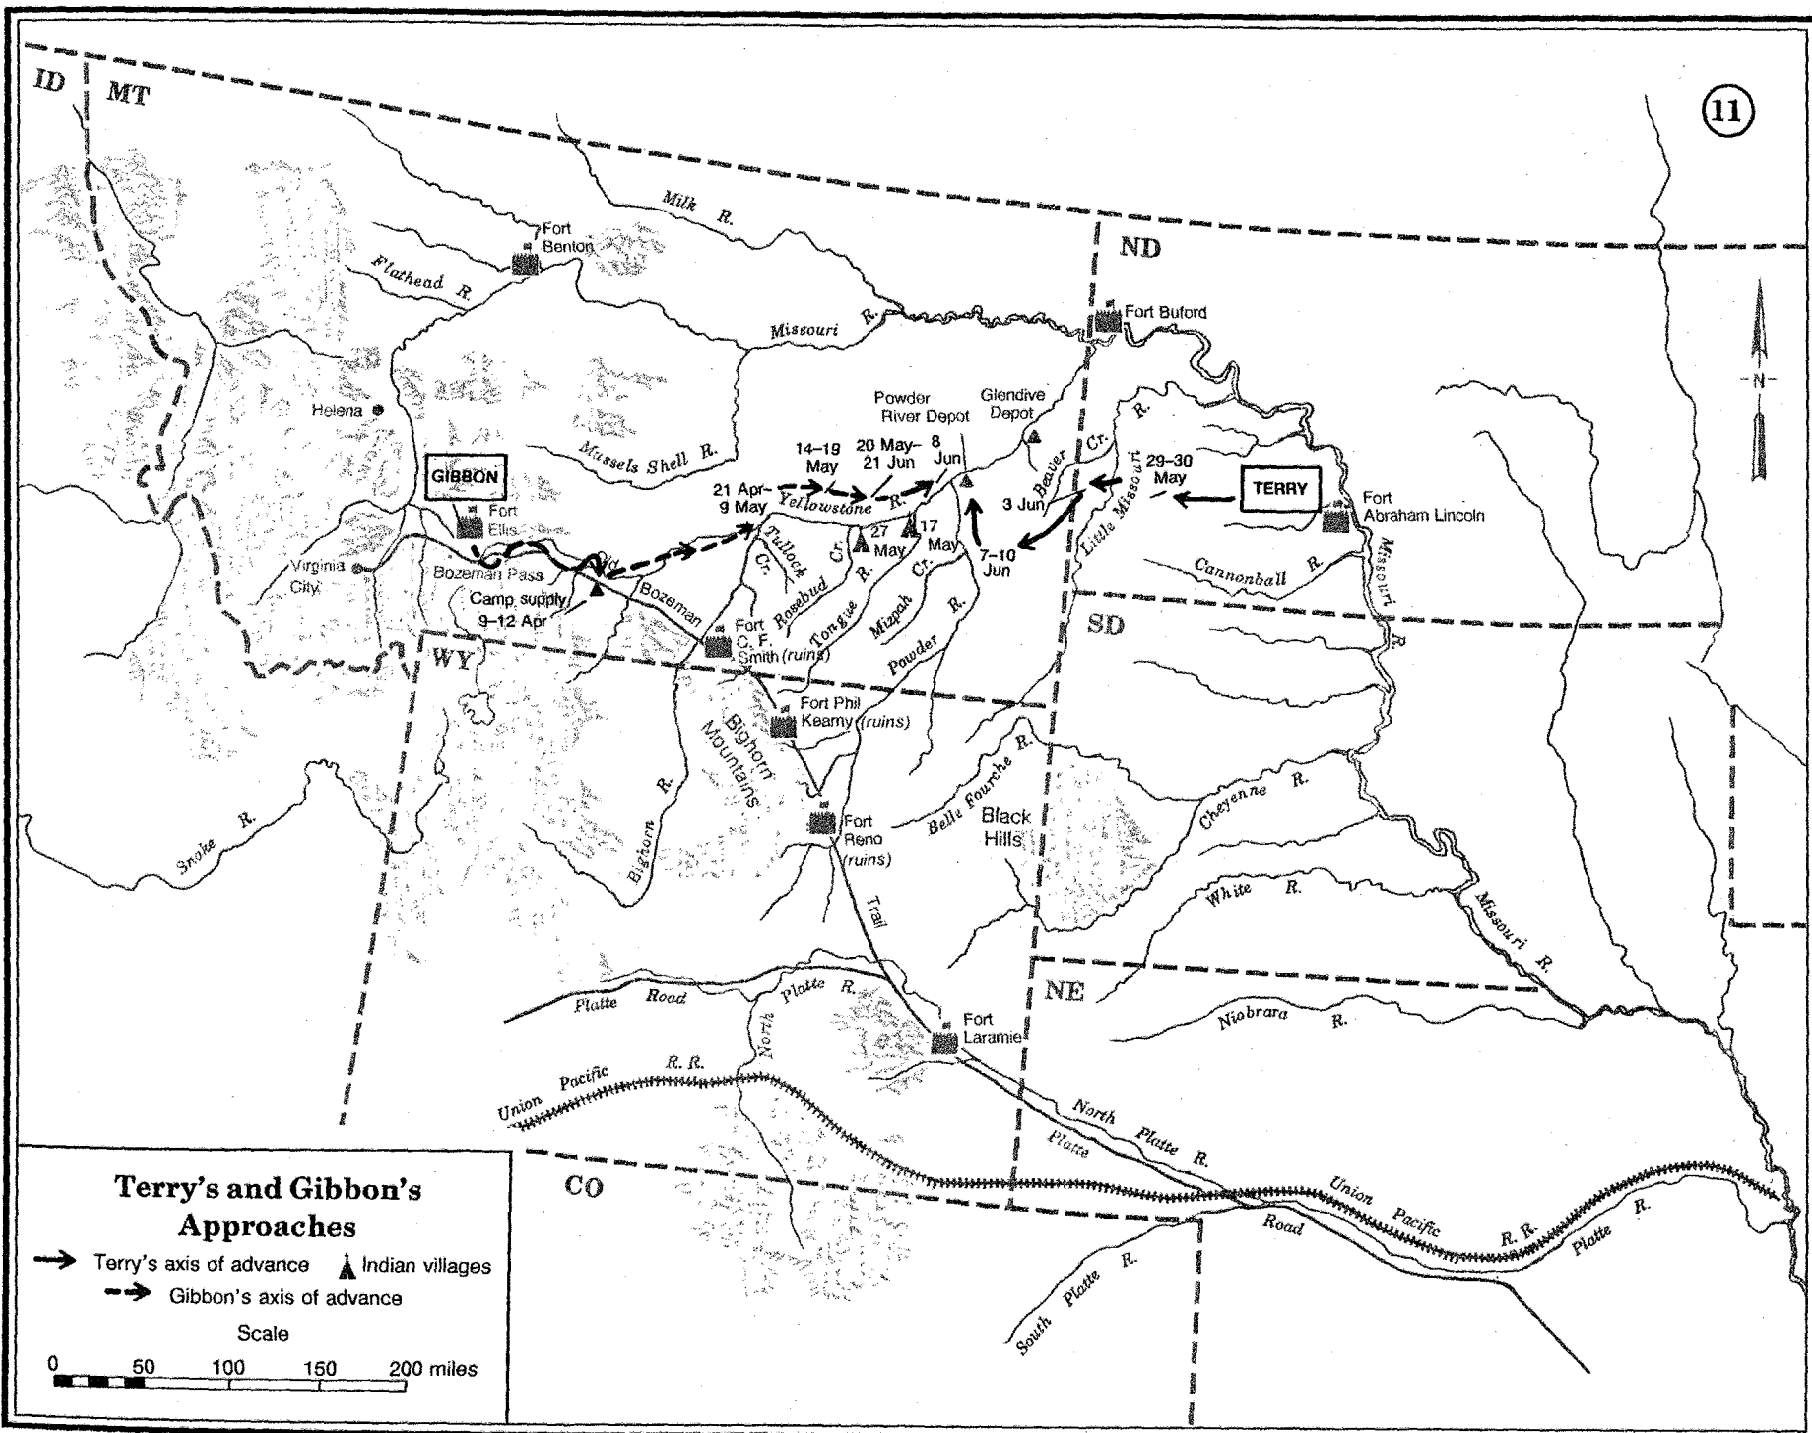 11
ID
MT
ND
SD
WY
NE
CO
Milk R.
Fort
Benton
Flathead R.
Missouri R.
Fort Buford
Helena
Mussels Shell R.
GIBBON
Fort
Ellis
Virginia
City
Bozeman Pass
Camp supply
9–12 Apr
Old
Bozeman
Trail
21 Apr–
9 May
14–19
May
20 May–
21 Jun
8
Jun
Yellowstone R.
Powder
River Depot
Glendive
Depot
Beaver Cr.
Little Missouri R.
3 Jun
29–30
May
TERRY
Fort
Abraham Lincoln
7–10
Jun
17
May
27
May
Tullock
Cr.
Rosebud Cr.
Tongue R.
Mizpah Cr.
Powder R.
Cannonball R.
Missouri R.
Fort
C. F.
Smith (ruins)
Fort Phil
Kearny (ruins)
Bighorn
Mountains
Bighorn R.
Fort
Reno
(ruins)
Belle Fourche R.
Black
Hills
Cheyenne R.
White R.
Missouri R.
Snake R.
Platte Road
North Platte R.
Fort
Laramie
Niobrara R.
Union Pacific R. R.
North Platte R.
Platte Road
Union Pacific R. R.
Platte R.
South Platte R.
N
Terry's and Gibbon's
Approaches
Terry's axis of advance
Indian villages
Gibbon's axis of advance
Scale
0 50 100 150 200 miles